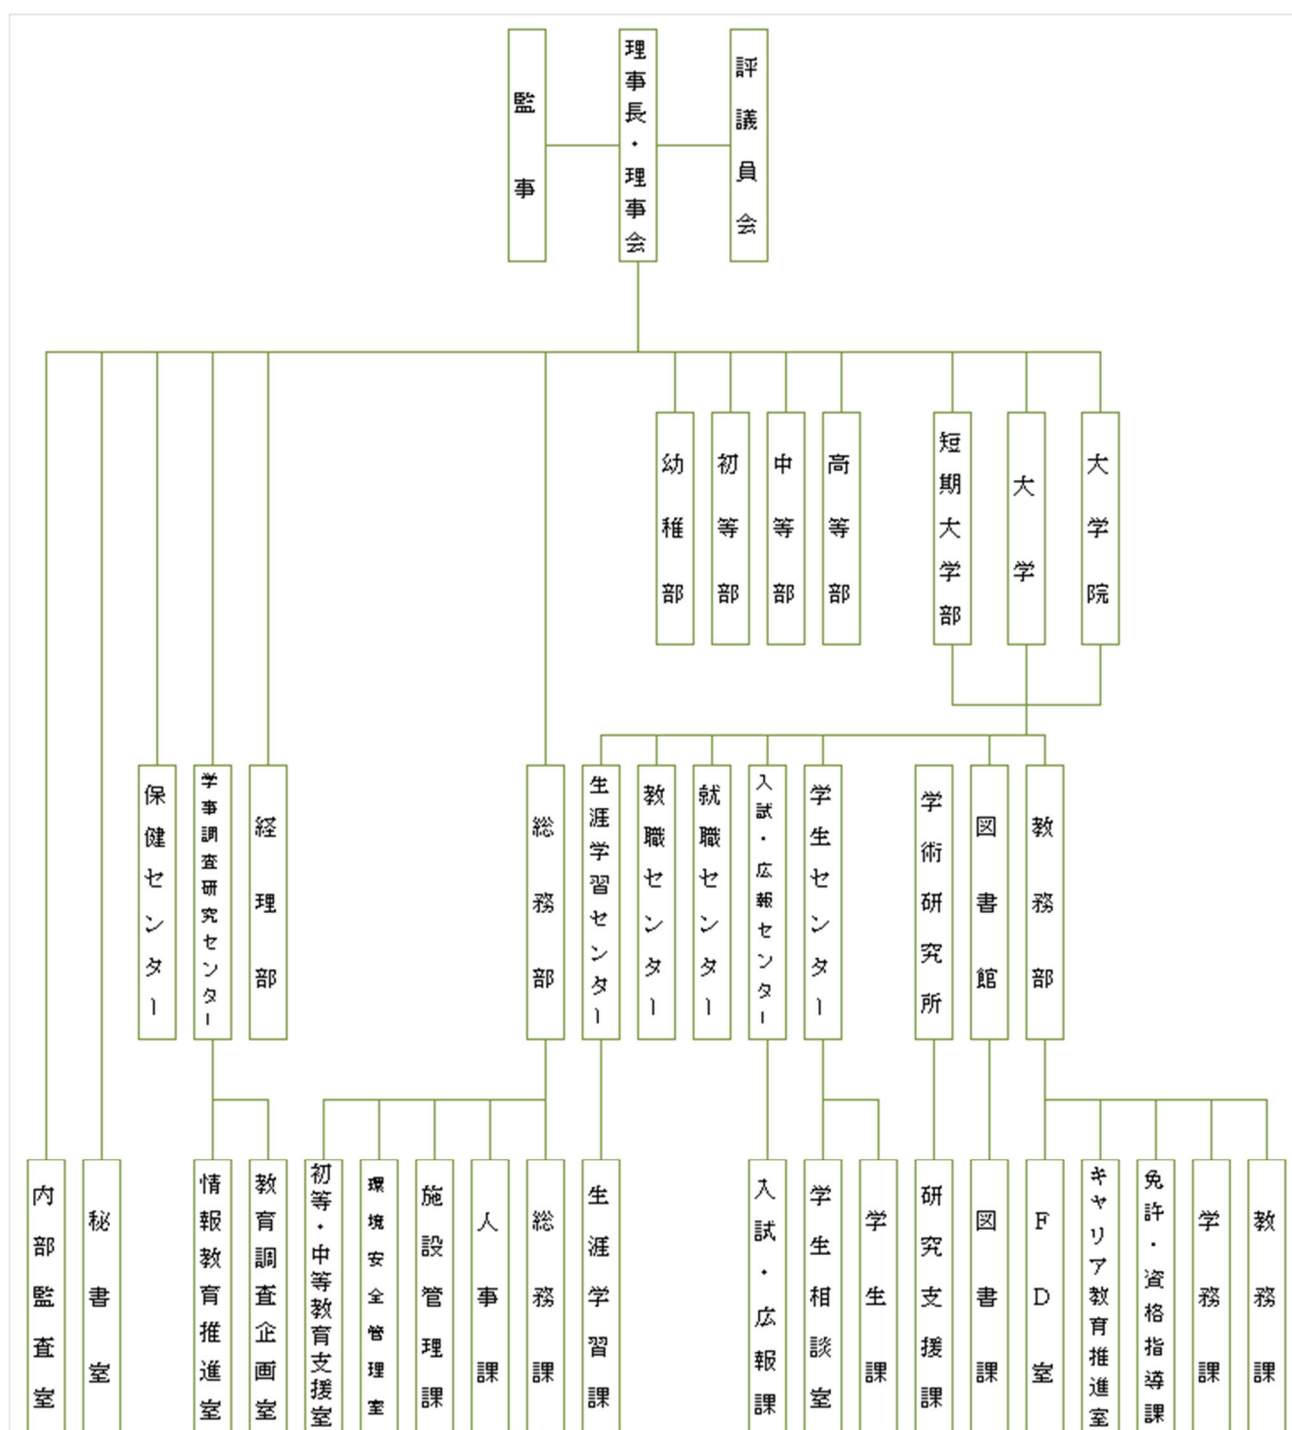 監事
理事長・理事会
評議員会
幼稚部
初等部
中等部
高等部
短期大学部
大学
大学院
保健センター
学事調査研究センター
経理部
総務部
生涯学習センター
教職センター
就職センター
入試・広報センター
学生センター
学術研究所
図書館
教務部
内部監査室
秘書室
情報教育推進室
教育調査企画室
初等・中等教育支援室
環境安全管理室
施設管理課
人事課
総務課
生涯学習課
入試・広報課
学生相談室
学生課
研究支援課
図書課
FD室
キャリア教育推進室
免許・資格指導課
学務課
教務課